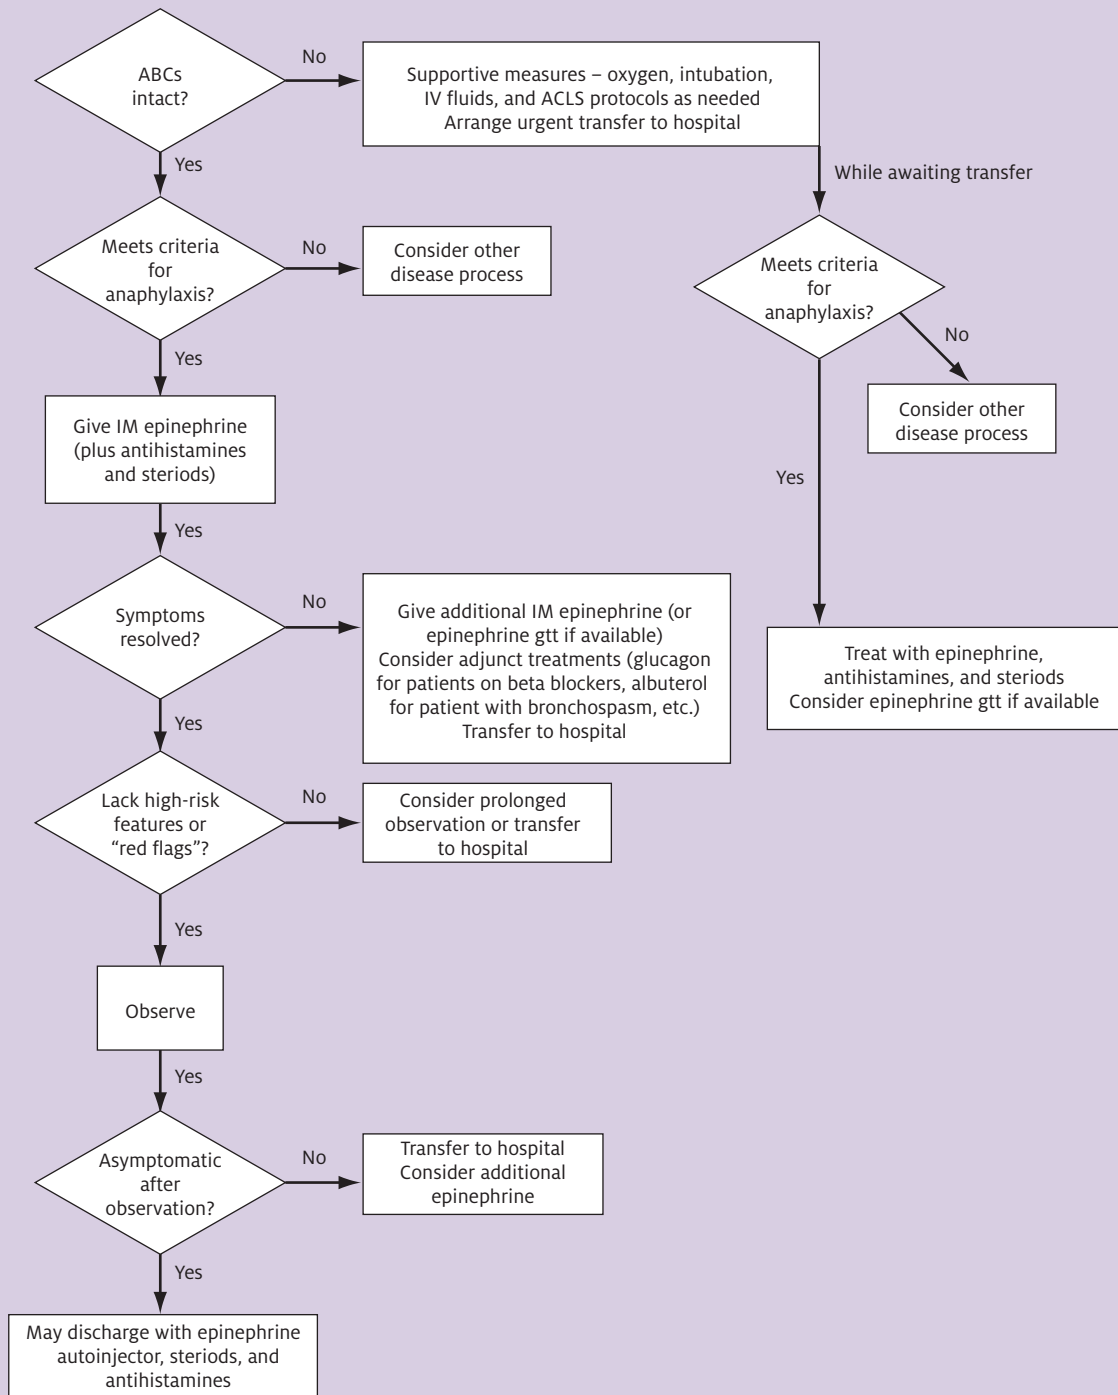 ABCs
intact?
No
Supportive measures – oxygen, intubation,
IV fluids, and ACLS protocols as needed
Arrange urgent transfer to hospital
Yes
While awaiting transfer
Meets criteria
for
anaphylaxis?
No
Consider other
disease process
Meets criteria
for
anaphylaxis?
No
Consider other
disease process
Yes
Yes
Give IM epinephrine
(plus antihistamines
and steriods)
Yes
Symptoms
resolved?
No
Give additional IM epinephrine (or
epinephrine gtt if available)
Consider adjunct treatments (glucagon
for patients on beta blockers, albuterol
for patient with bronchospasm, etc.)
Transfer to hospital
Treat with epinephrine,
antihistamines, and steriods
Consider epinephrine gtt if available
Yes
Lack high-risk
features or
“red flags”?
No
Consider prolonged
observation or transfer
to hospital
Yes
Observe
Yes
Asymptomatic
after
observation?
No
Transfer to hospital
Consider additional
epinephrine
Yes
May discharge with epinephrine
autoinjector, steriods, and
antihistamines